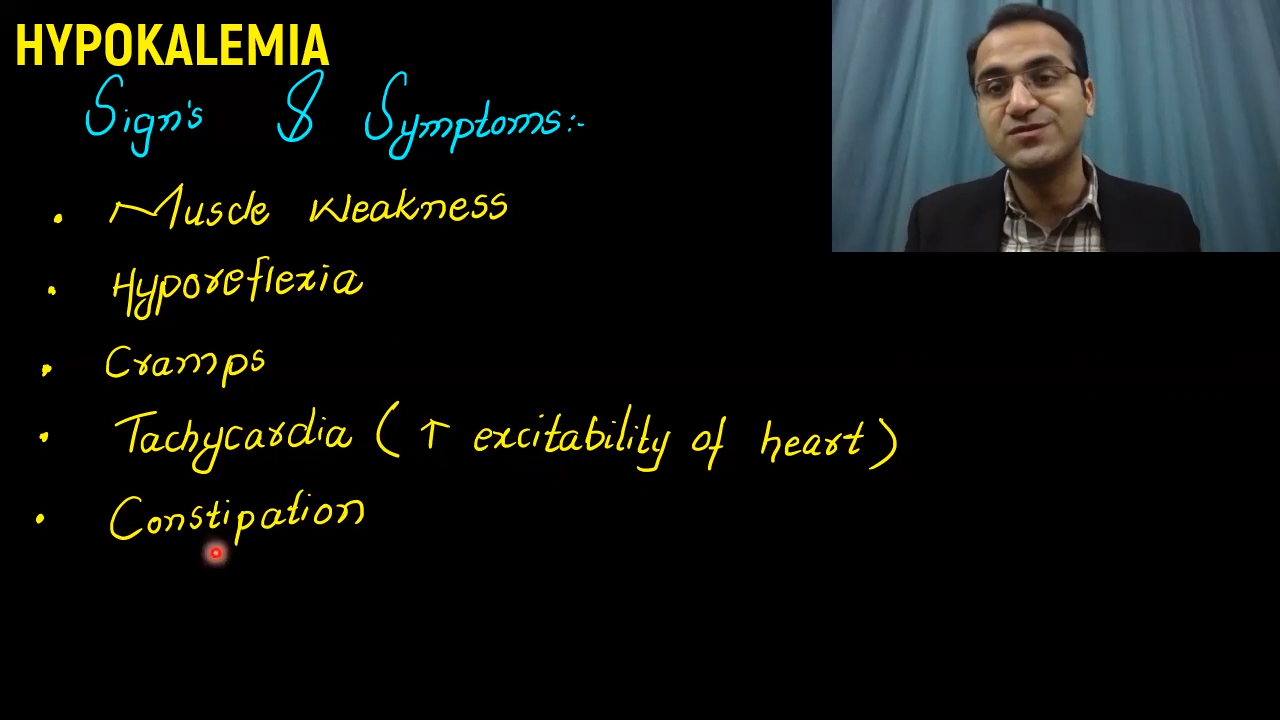 HYPOKALEMIA
Sign's & Symptoms:-
• Muscle Weakness
• Hyporeflexia
• Cramps
• Tachycardia (↑ excitability of heart)
• Constipation